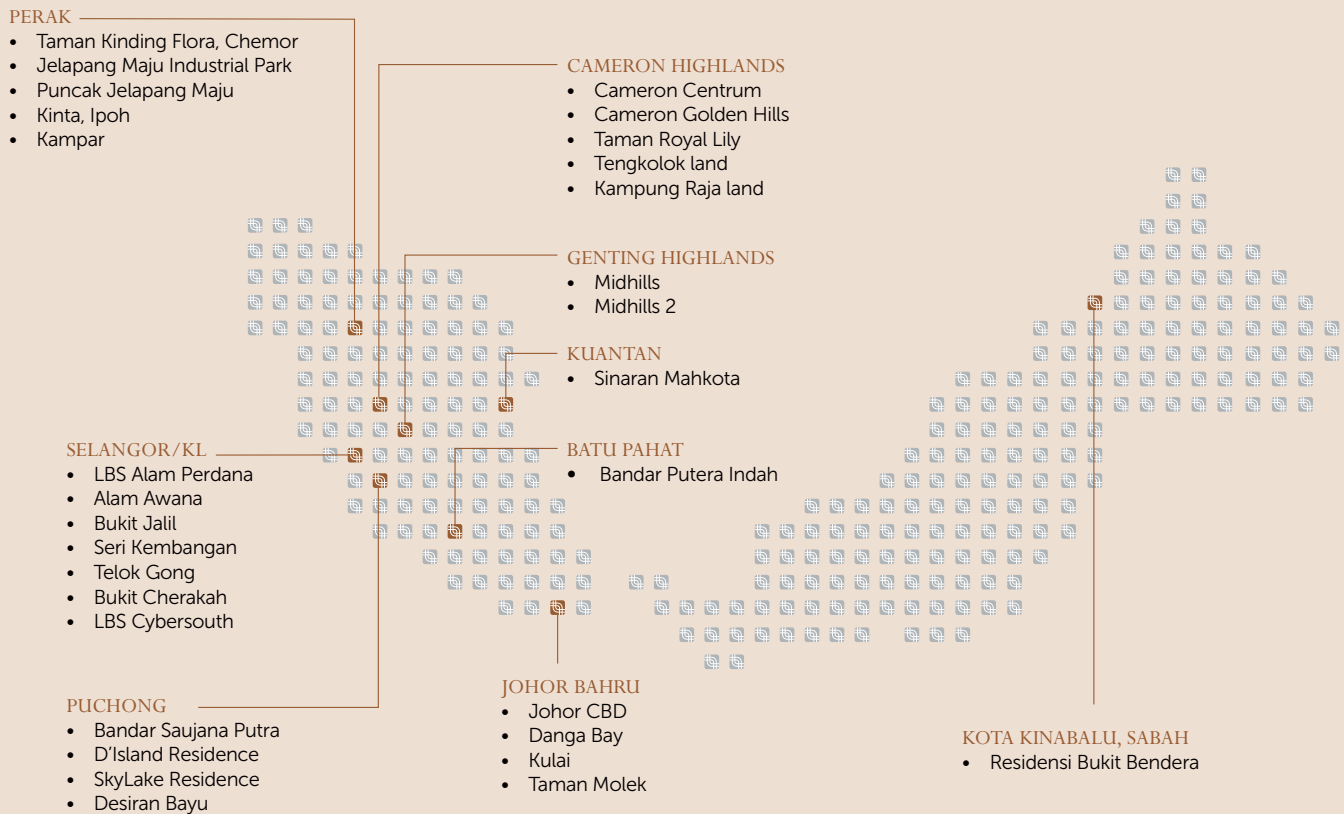 PERAK
• Taman Kinding Flora, Chemor
• Jelapang Maju Industrial Park
• Puncak Jelapang Maju
• Kinta, Ipoh
• Kampar
CAMERON HIGHLANDS
• Cameron Centrum
• Cameron Golden Hills
• Taman Royal Lily
• Tengkolok land
• Kampung Raja land
GENTING HIGHLANDS
• Midhills
• Midhills 2
KUANTAN
• Sinaran Mahkota
SELANGOR/KL
• LBS Alam Perdana
• Alam Awana
• Bukit Jalil
• Seri Kembangan
• Telok Gong
• Bukit Cherakah
• LBS Cybersouth
BATU PAHAT
• Bandar Putera Indah
PUCHONG
• Bandar Saujana Putra
• D'Island Residence
• SkyLake Residence
• Desiran Bayu
JOHOR BAHRU
• Johor CBD
• Danga Bay
• Kulai
• Taman Molek
KOTA KINABALU, SABAH
• Residensi Bukit Bendera